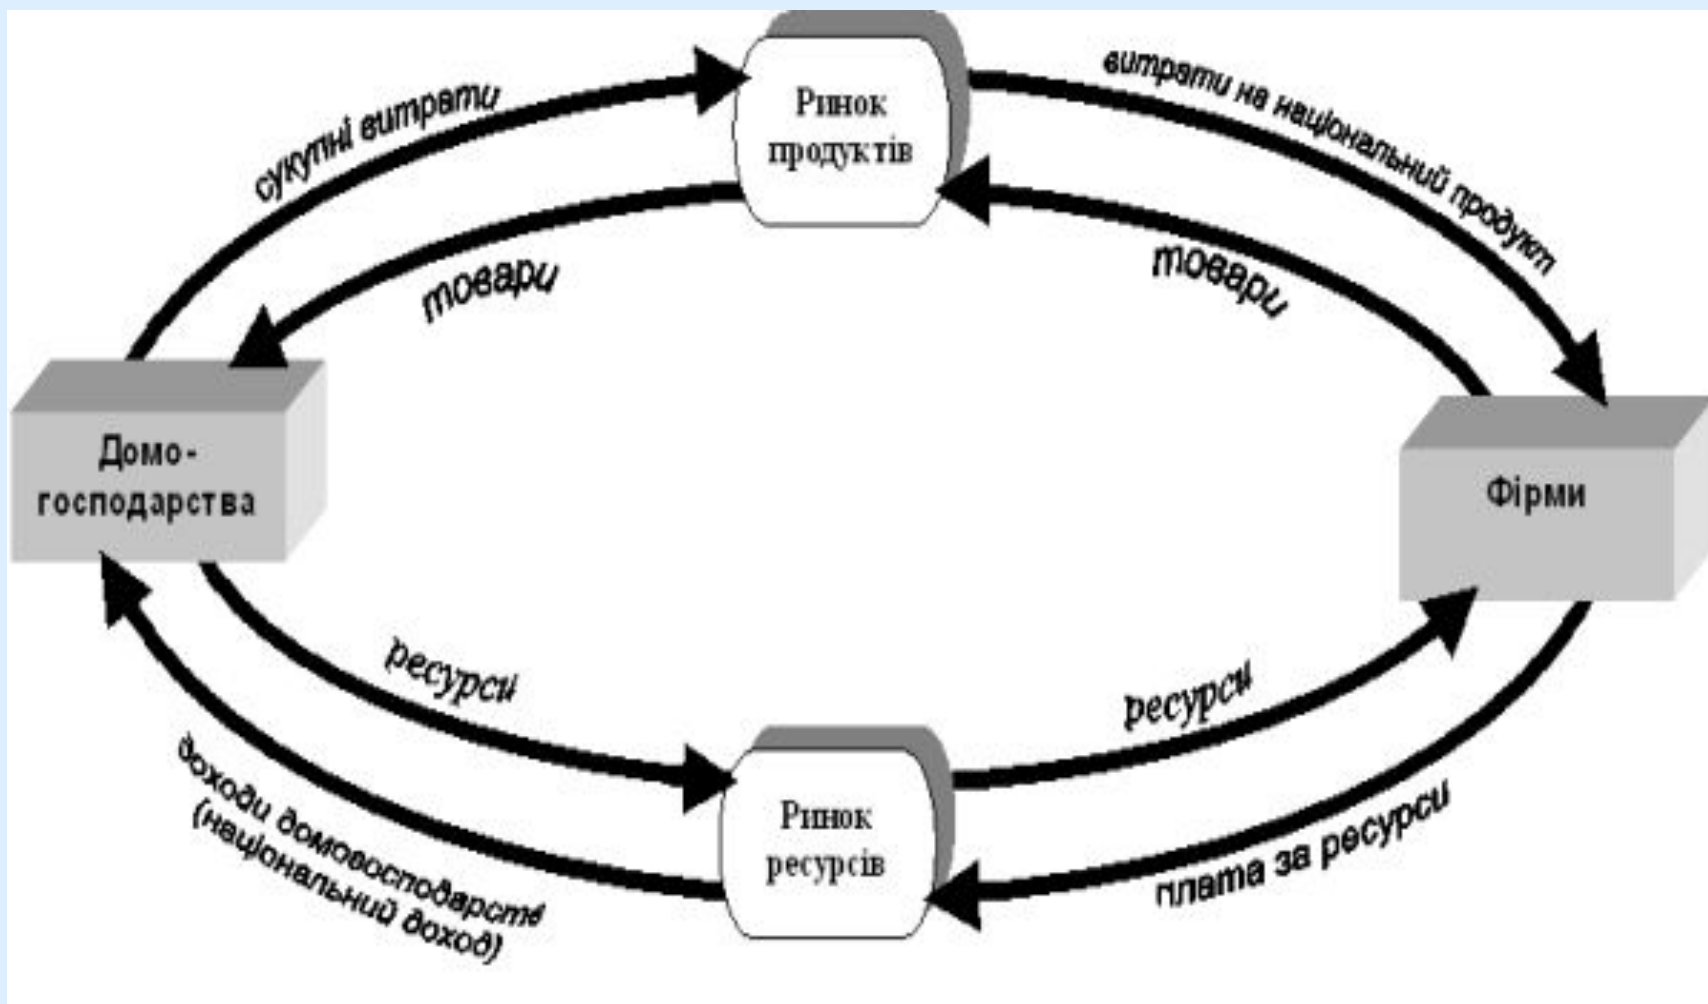 Ринок
продуктів
сукупні витрати
витрати на національний продукт
товари
товари
Домо-
господарства
Фірми
ресурси
ресурси
доходи домовосподарств
(національний доход)
Ринок
ресурсів
плата за ресурси